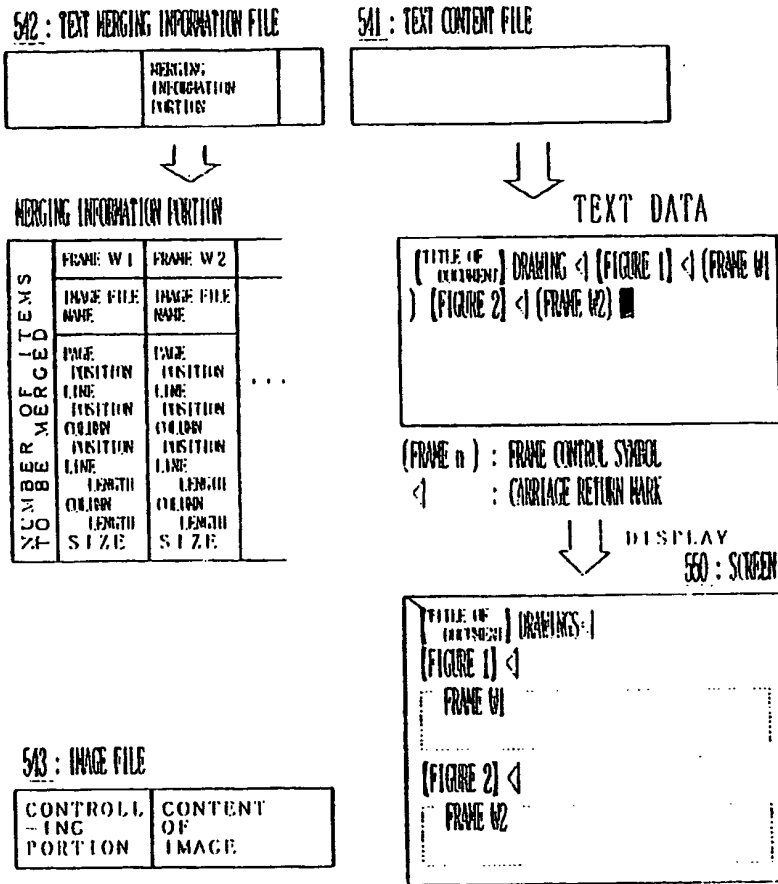 542 : TEXT MERGING INFORMATION FILE
MERGING
INFORMATION
PORTION
541 : TEXT CONTENT FILE
MERGING INFORMATION PORTION
NUMBER OF ITEMS
TO BE MERGED
FRAME W1 FRAME W2
IMAGE FILE IMAGE FILE
NAME NAME
PAGE PAGE
POSITION POSITION
LINE LINE
POSITION POSITION
COLUMN COLUMN
POSITION POSITION
LINE LINE
LENGTH LENGTH
COLUMN COLUMN
LENGTH LENGTH
SIZE SIZE
...
TEXT DATA
[TITLE OF
DOCUMENT] DRAWING <] [FIGURE 1] <] (FRAME W1
) [FIGURE 2] <] (FRAME W2)
(FRAME n ) : FRAME CONTROL SYMBOL
<] : CARRIAGE RETURN MARK
DISPLAY
550 : SCREEN
[TITLE OF
DOCUMENT] DRAWINGS<]
[FIGURE 1] <]
FRAME W1
[FIGURE 2] <]
FRAME W2
543 : IMAGE FILE
CONTROLL CONTENT
-ING OF
PORTION IMAGE